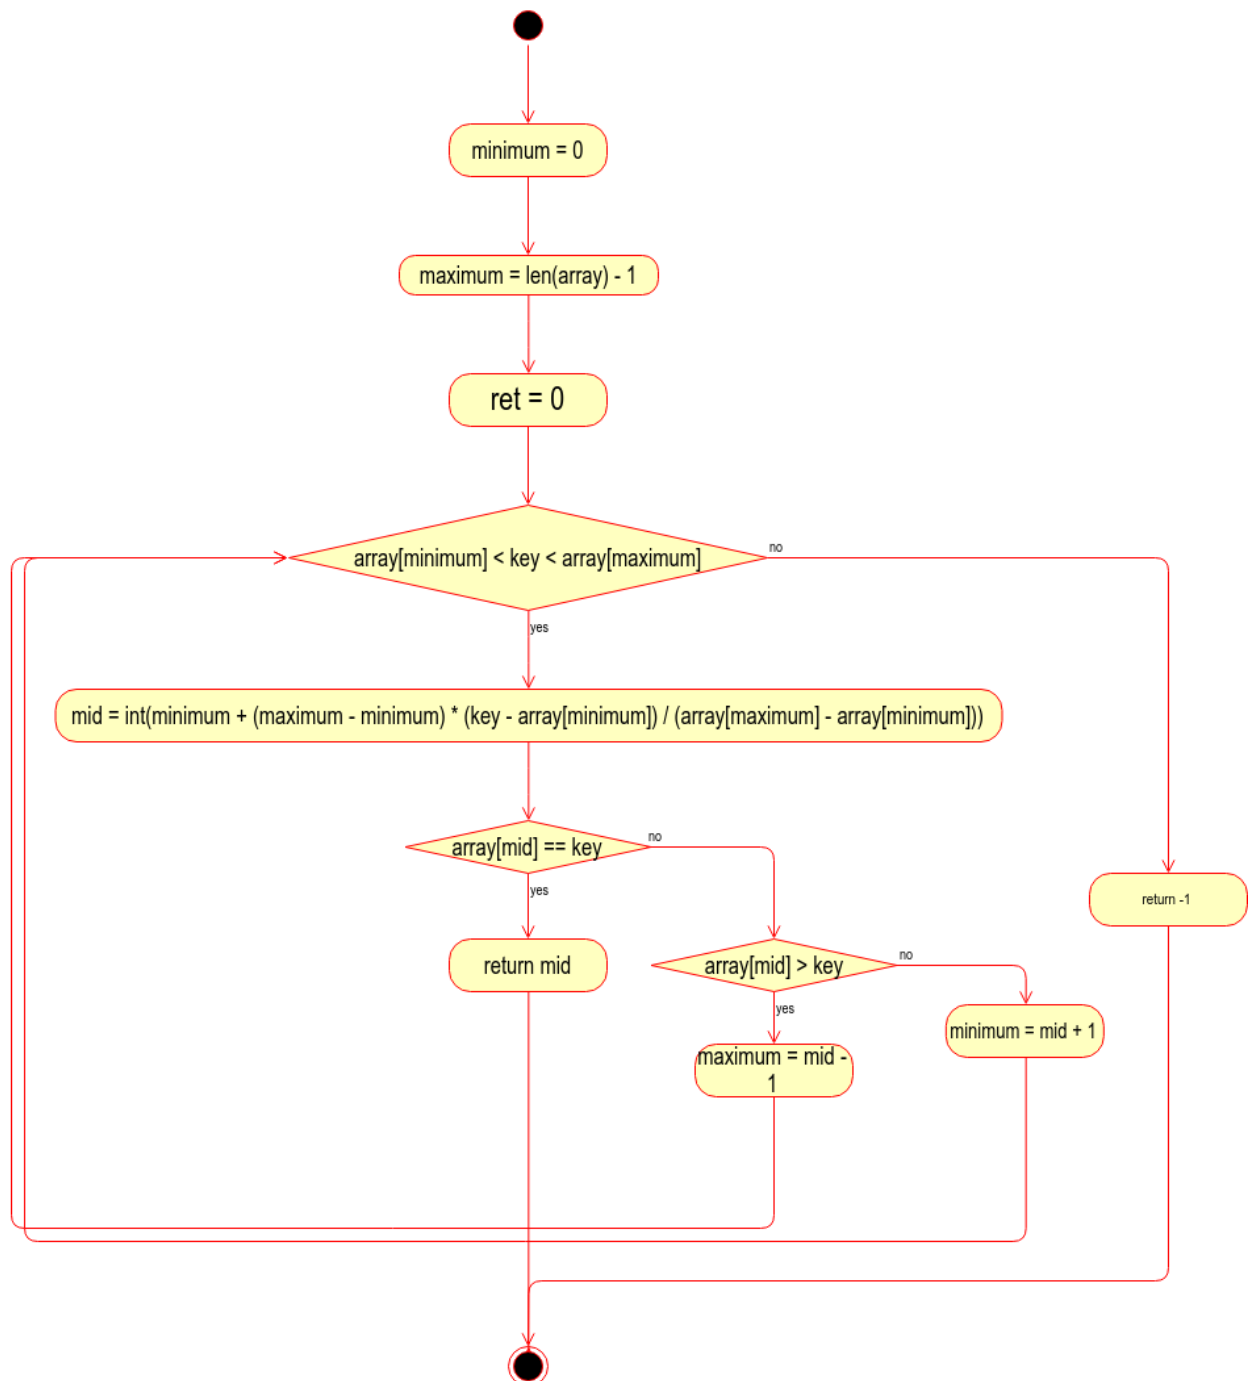 minimum = 0
maximum = len(array) - 1
ret = 0
array[minimum] < key < array[maximum]
no
yes
mid = int(minimum + (maximum - minimum) * (key - array[minimum]) / (array[maximum] - array[minimum]))
array[mid] == key
no
yes
return mid
array[mid] > key
no
yes
maximum = mid -
1
minimum = mid + 1
return -1